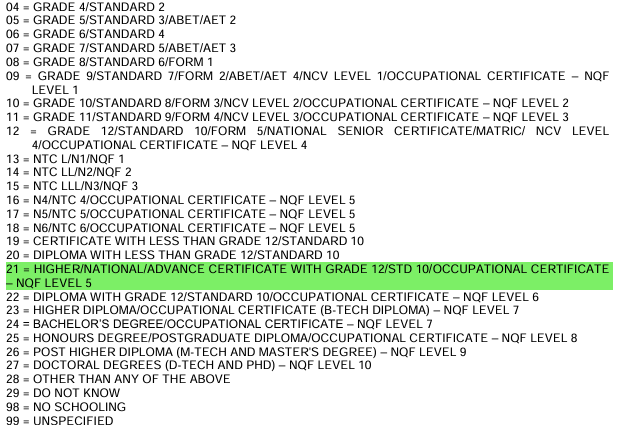 04 = GRADE 4/STANDARD 2
05 = GRADE 5/STANDARD 3/ABET/AET 2
06 = GRADE 6/STANDARD 4
07 = GRADE 7/STANDARD 5/ABET/AET 3
08 = GRADE 8/STANDARD 6/FORM 1
09 = GRADE 9/STANDARD 7/FORM 2/ABET/AET 4/NCV LEVEL 1/OCCUPATIONAL CERTIFICATE – NQF
LEVEL 1
10 = GRADE 10/STANDARD 8/FORM 3/NCV LEVEL 2/OCCUPATIONAL CERTIFICATE – NQF LEVEL 2
11 = GRADE 11/STANDARD 9/FORM 4/NCV LEVEL 3/OCCUPATIONAL CERTIFICATE – NQF LEVEL 3
12 = GRADE 12/STANDARD 10/FORM 5/NATIONAL SENIOR CERTIFICATE/MATRIC/ NCV LEVEL
4/OCCUPATIONAL CERTIFICATE – NQF LEVEL 4
13 = NTC L/N1/NQF 1
14 = NTC LL/N2/NQF 2
15 = NTC LLL/N3/NQF 3
16 = N4/NTC 4/OCCUPATIONAL CERTIFICATE – NQF LEVEL 5
17 = N5/NTC 5/OCCUPATIONAL CERTIFICATE – NQF LEVEL 5
18 = N6/NTC 6/OCCUPATIONAL CERTIFICATE – NQF LEVEL 5
19 = CERTIFICATE WITH LESS THAN GRADE 12/STANDARD 10
20 = DIPLOMA WITH LESS THAN GRADE 12/STANDARD 10
21 = HIGHER/NATIONAL/ADVANCE CERTIFICATE WITH GRADE 12/STD 10/OCCUPATIONAL CERTIFICATE
– NQF LEVEL 5
22 = DIPLOMA WITH GRADE 12/STANDARD 10/OCCUPATIONAL CERTIFICATE – NQF LEVEL 6
23 = HIGHER DIPLOMA/OCCUPATIONAL CERTIFICATE (B-TECH DIPLOMA) – NQF LEVEL 7
24 = BACHELOR'S DEGREE/OCCUPATIONAL CERTIFICATE – NQF LEVEL 7
25 = HONOURS DEGREE/POSTGRADUATE DIPLOMA/OCCUPATIONAL CERTIFICATE – NQF LEVEL 8
26 = POST HIGHER DIPLOMA (M-TECH AND MASTER'S DEGREE) – NQF LEVEL 9
27 = DOCTORAL DEGREES (D-TECH AND PHD) – NQF LEVEL 10
28 = OTHER THAN ANY OF THE ABOVE
29 = DO NOT KNOW
98 = NO SCHOOLING
99 = UNSPECIFIED